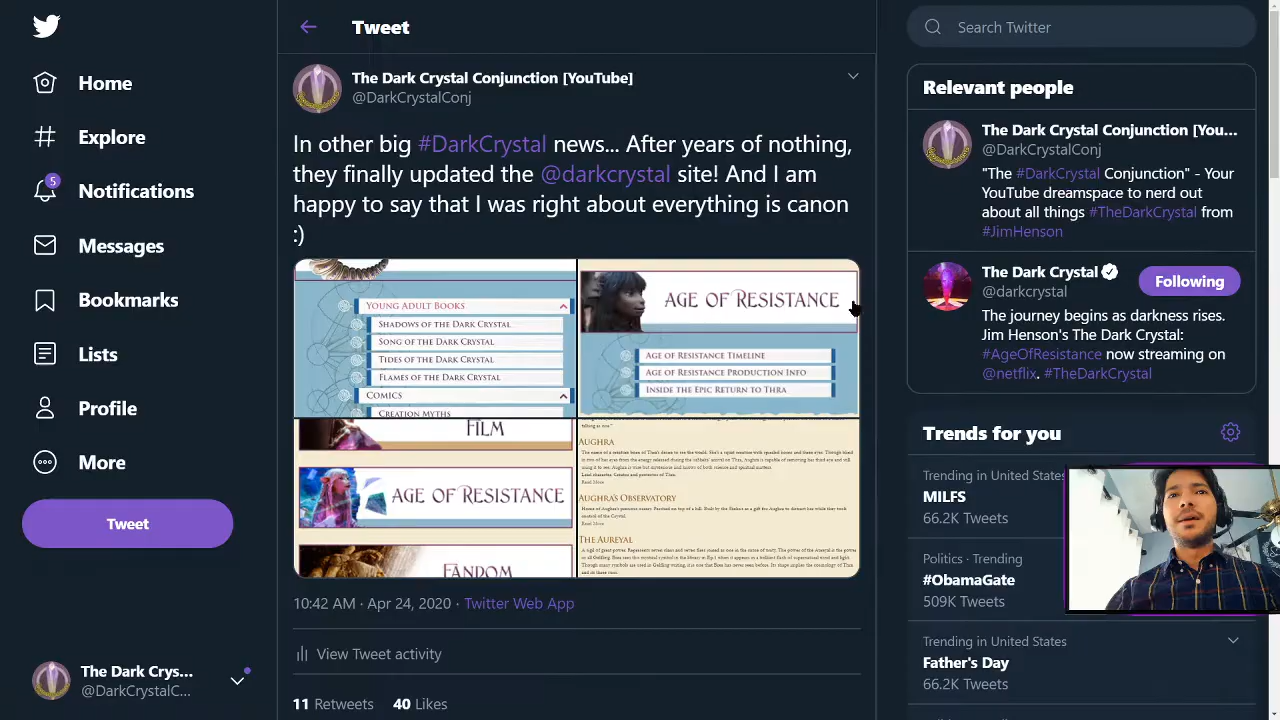 Home
Explore
5
Notifications
Messages
Bookmarks
Lists
Profile
More
Tweet
The Dark Crys...
@DarkCrystalC...
Tweet
The Dark Crystal Conjunction [YouTube]
@DarkCrystalConj
In other big #DarkCrystal news... After years of nothing,
they finally updated the @darkcrystal site! And I am
happy to say that I was right about everything is canon
:)
YOUNG ADULT BOOKS
SHADOWS OF THE DARK CRYSTAL
SONG OF THE DARK CRYSTAL
TIDES OF THE DARK CRYSTAL
FLAMES OF THE DARK CRYSTAL
COMICS
CREATION MYTHS
AGE OF RESISTANCE
AGE OF RESISTANCE TIMELINE
AGE OF RESISTANCE PRODUCTION INFO
INSIDE THE EPIC RETURN TO THRA
FILM
AGE OF RESISTANCE
FANDOM
AUGHRA
Read More
AUGHRA'S OBSERVATORY
Read More
THE AUREYAL
10:42 AM · Apr 24, 2020 · Twitter Web App
View Tweet activity
11 Retweets 40 Likes
Search Twitter
Relevant people
The Dark Crystal Conjunction [You...
@DarkCrystalConj
"The #DarkCrystal Conjunction" - Your
YouTube dreamspace to nerd out
about all things #TheDarkCrystal from
#JimHenson
The Dark Crystal
@darkcrystal
Following
The journey begins as darkness rises.
Jim Henson's The Dark Crystal:
#AgeOfResistance now streaming on
@netflix. #TheDarkCrystal
Trends for you
Trending in United States
MILFS
66.2K Tweets
Politics · Trending
#ObamaGate
509K Tweets
Trending in United States
Father's Day
66.2K Tweets